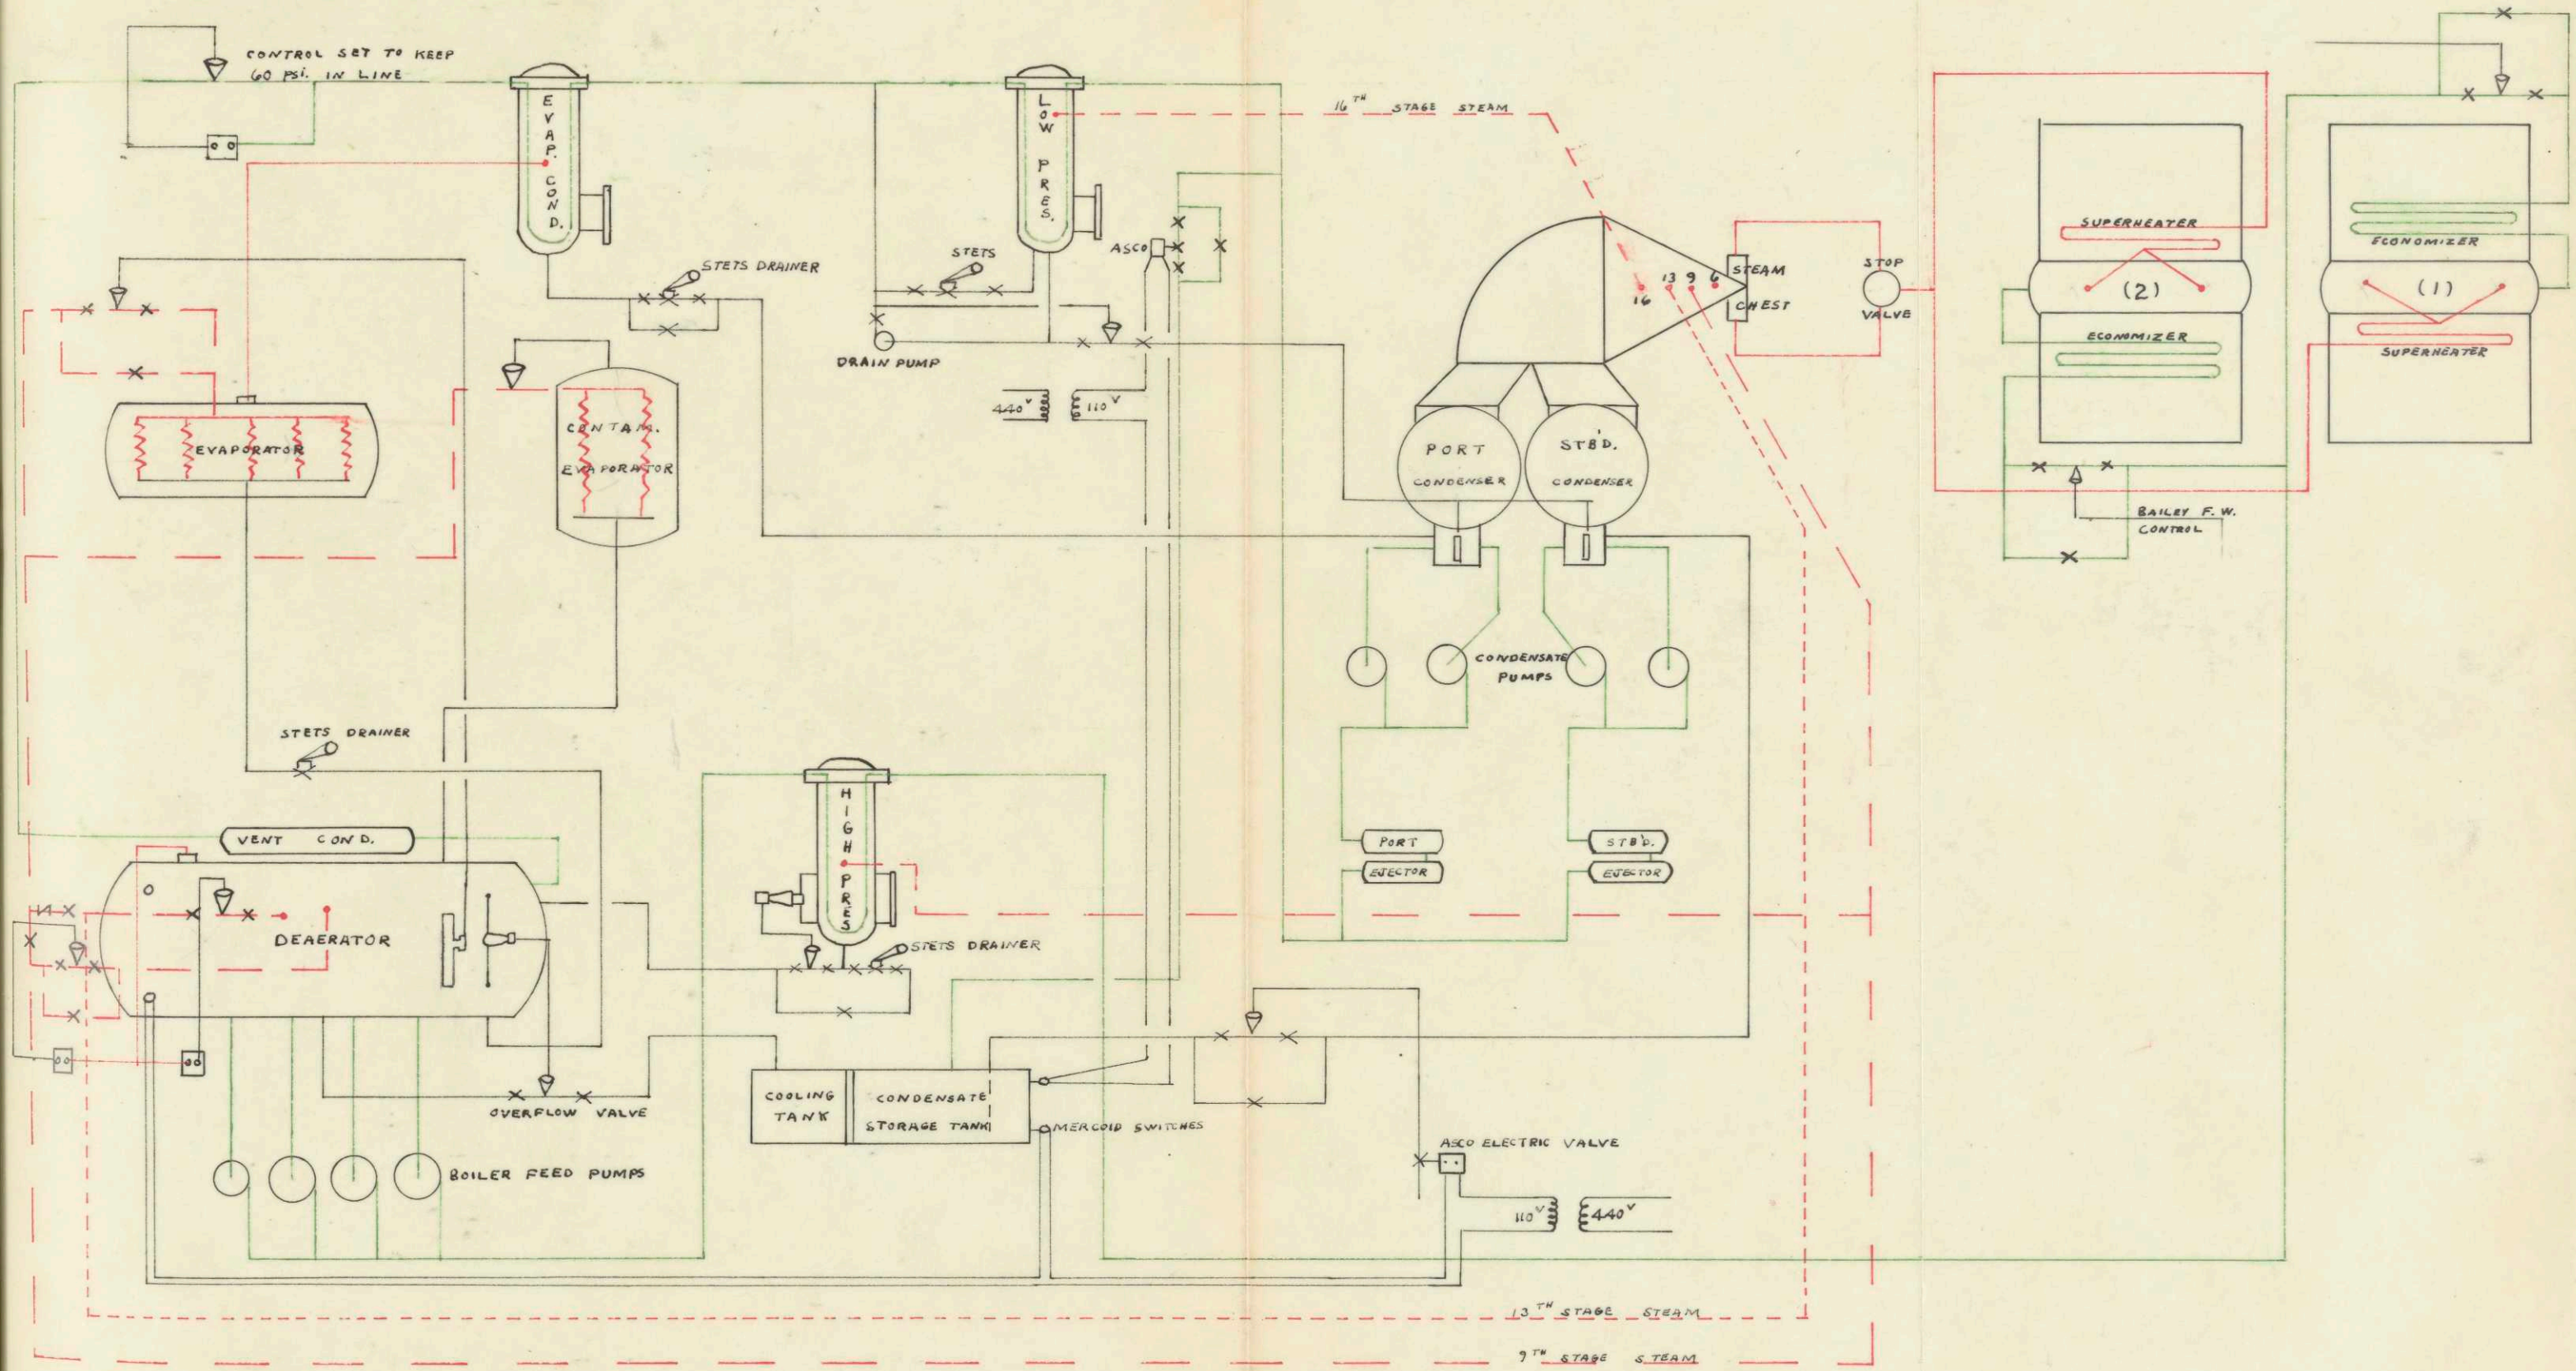 CONTROL SET TO KEEP
60 PSI. IN LINE
EVAP. COND.
LOW PRES.
16TH STAGE STEAM
STETS DRAINER
STETS
ASCO
DRAIN PUMP
440V 110V
EVAPORATOR
CONTAM.
EVAPORATOR
16 13 9 6
STEAM
CHEST
STOP
VALVE
PORT
CONDENSER
STB'D.
CONDENSER
SUPERHEATER
(2)
ECONOMIZER
ECONOMIZER
(1)
SUPERHEATER
BAILEY F. W.
CONTROL
CONDENSATE
PUMPS
STETS DRAINER
VENT COND.
DEAERATOR
HIGH PRES
STETS DRAINER
PORT
EJECTOR
STB'D.
EJECTOR
OVERFLOW VALVE
COOLING
TANK
CONDENSATE
STORAGE TANK
MERCOID SWITCHES
BOILER FEED PUMPS
ASCO ELECTRIC VALVE
110V 440V
13TH STAGE STEAM
9TH STAGE STEAM